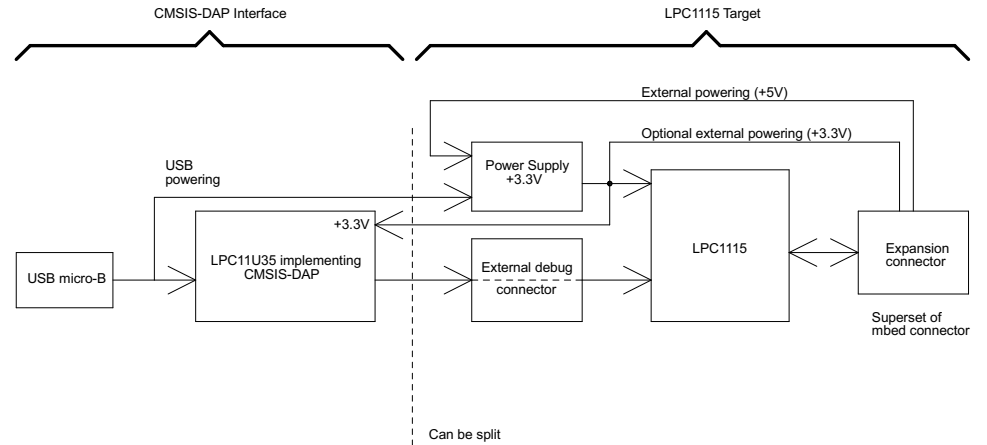 CMSIS-DAP Interface
LPC1115 Target
External powering (+5V)
Optional external powering (+3.3V)
USB
powering
Power Supply
+3.3V
+3.3V
LPC11U35 implementing
CMSIS-DAP
USB micro-B
External debug
connector
LPC1115
Expansion
connector
Superset of
mbed connector
Can be split